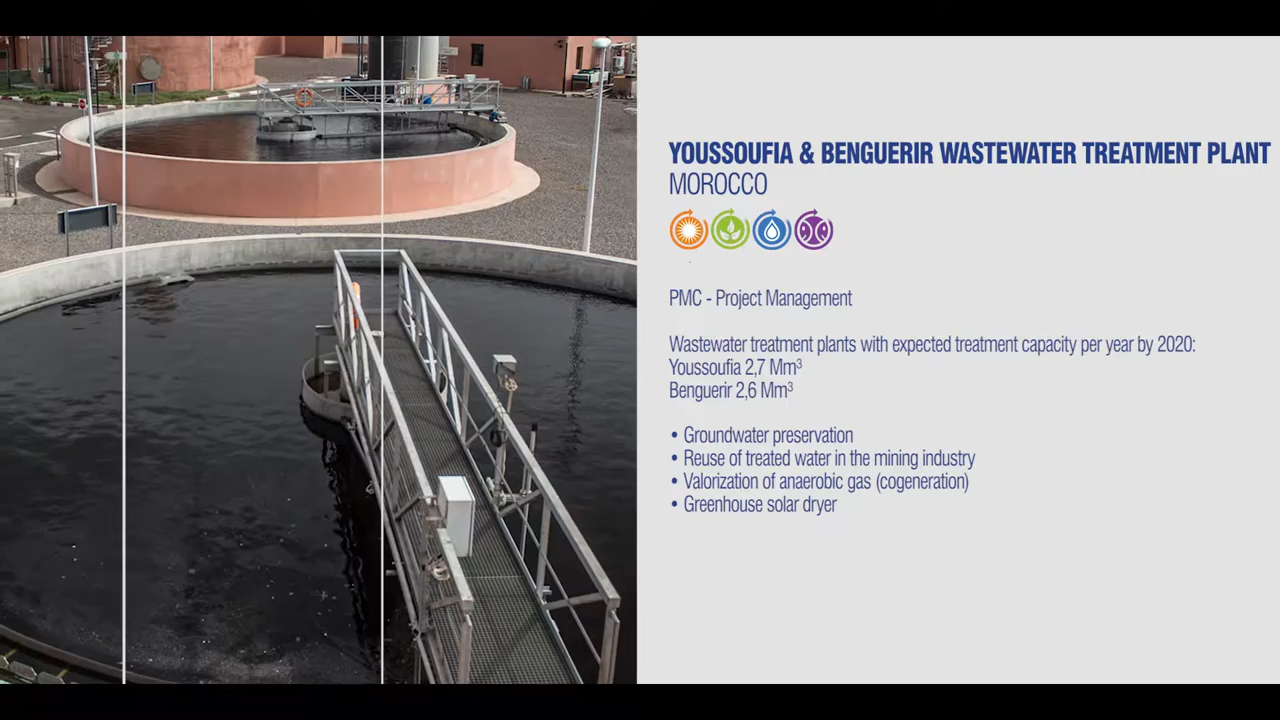 YOUSSOUFIA & BENGUERIR WASTEWATER TREATMENT PLANT
MOROCCO
PMC - Project Management
Wastewater treatment plants with expected treatment capacity per year by 2020:
Youssoufia 2,7 Mm³
Benguerir 2,6 Mm³
• Groundwater preservation
• Reuse of treated water in the mining industry
• Valorization of anaerobic gas (cogeneration)
• Greenhouse solar dryer